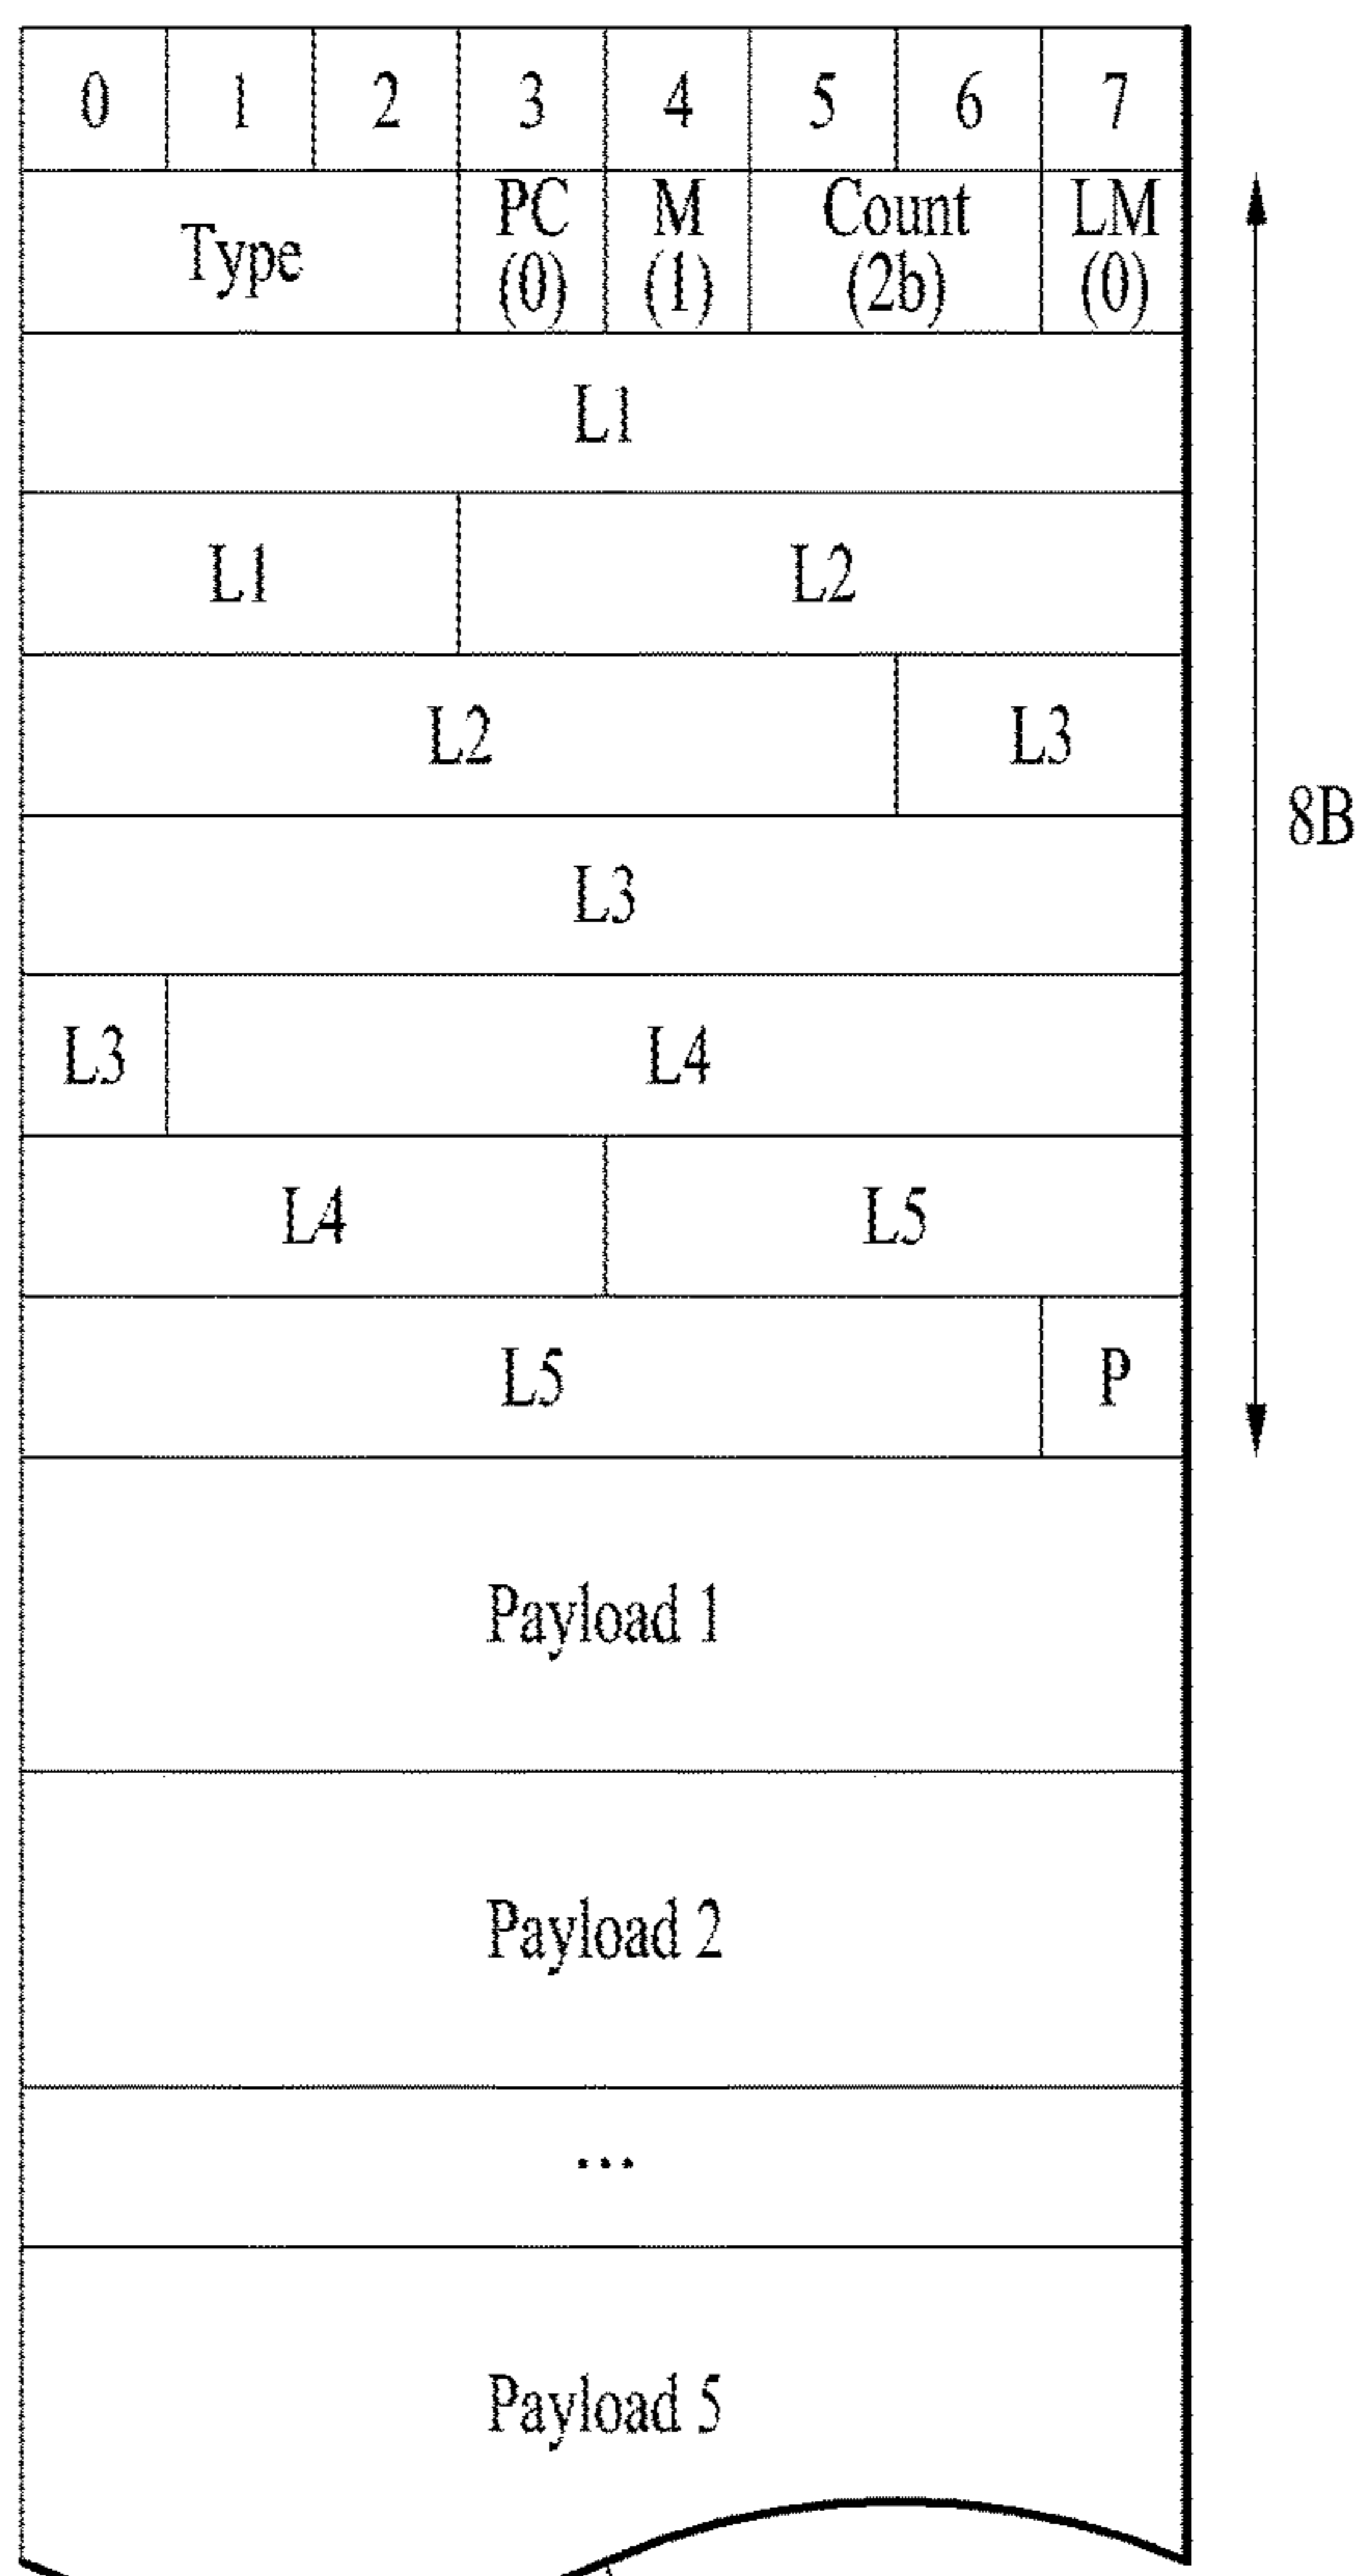 0 1 2 3 4 5 6 7
Type PC (0) M (1) Count (2b) LM (0)
L1
L1 L2
L2 L3
L3
L3 L4
L4 L5
L5 P
8B
Payload 1
Payload 2
...
Payload 5